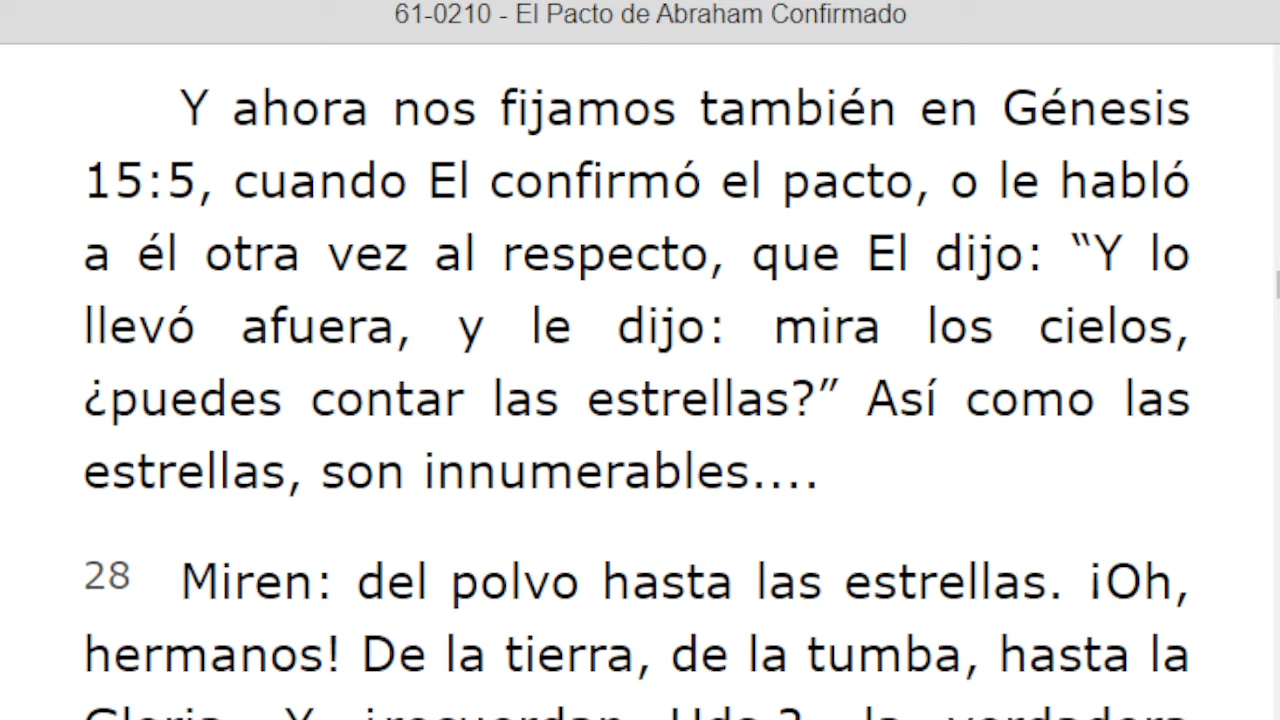 61-0210 - El Pacto de Abraham Confirmado
Y ahora nos fijamos también en Génesis
15:5, cuando El confirmó el pacto, o le habló
a él otra vez al respecto, que El dijo: “Y lo
llevó afuera, y le dijo: mira los cielos,
¿puedes contar las estrellas?” Así como las
estrellas, son innumerables....
28 Miren: del polvo hasta las estrellas. ¡Oh,
hermanos! De la tierra, de la tumba, hasta la